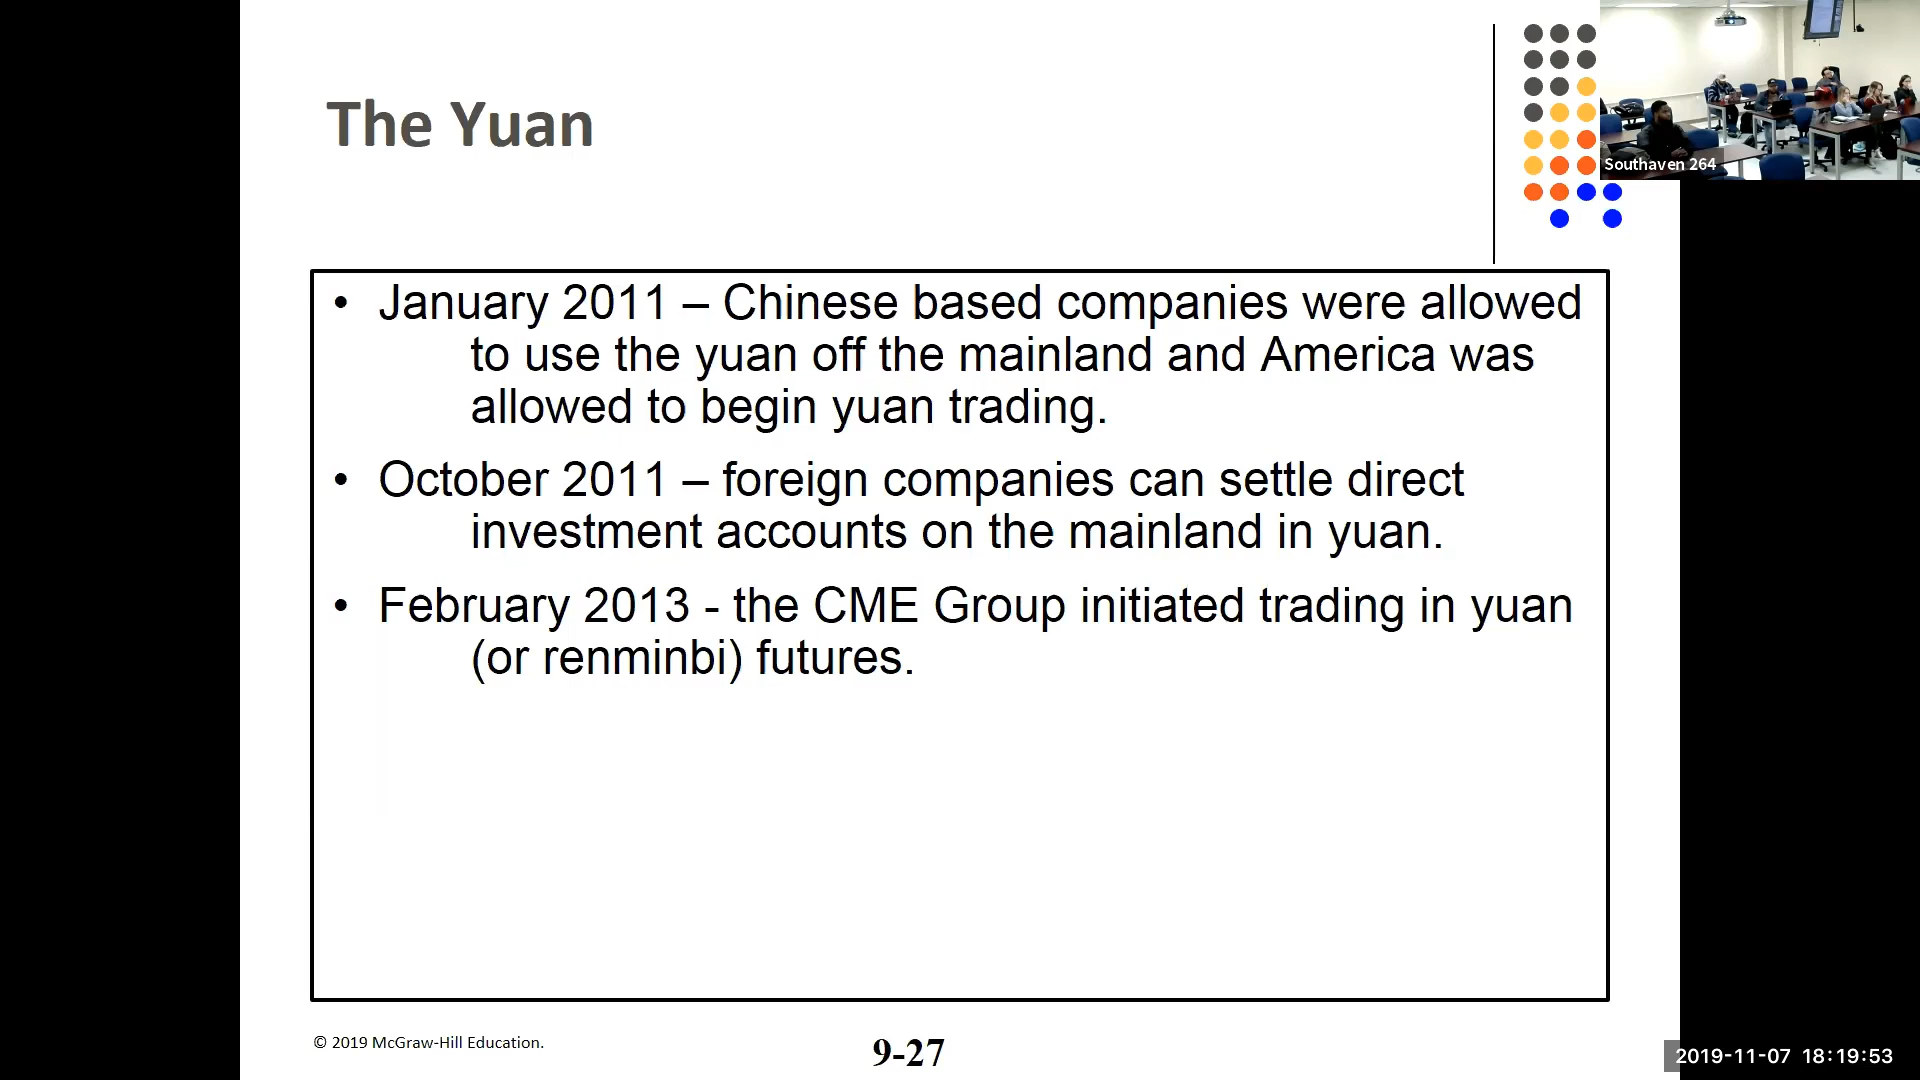 The Yuan
Southaven 264
• January 2011 – Chinese based companies were allowed
to use the yuan off the mainland and America was
allowed to begin yuan trading.
• October 2011 – foreign companies can settle direct
investment accounts on the mainland in yuan.
• February 2013 - the CME Group initiated trading in yuan
(or renminbi) futures.
© 2019 McGraw-Hill Education.
9-27
2019-11-07 18:19:53